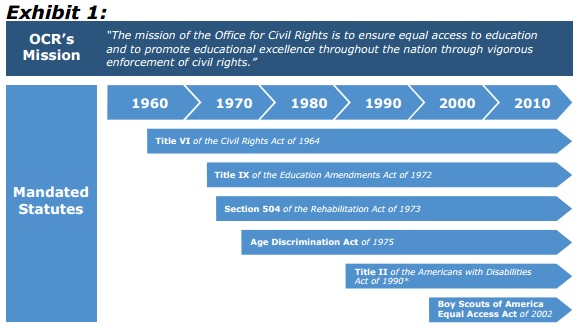 Exhibit 1:
OCR's
Mission
"The mission of the Office for Civil Rights is to ensure equal access to education
and to promote educational excellence throughout the nation through vigorous
enforcement of civil rights."
Mandated
Statutes
1960 1970 1980 1990 2000 2010
Title VI of the Civil Rights Act of 1964
Title IX of the Education Amendments Act of 1972
Section 504 of the Rehabilitation Act of 1973
Age Discrimination Act of 1975
Title II of the Americans with Disabilities
Act of 1990*
Boy Scouts of America
Equal Access Act of 2002